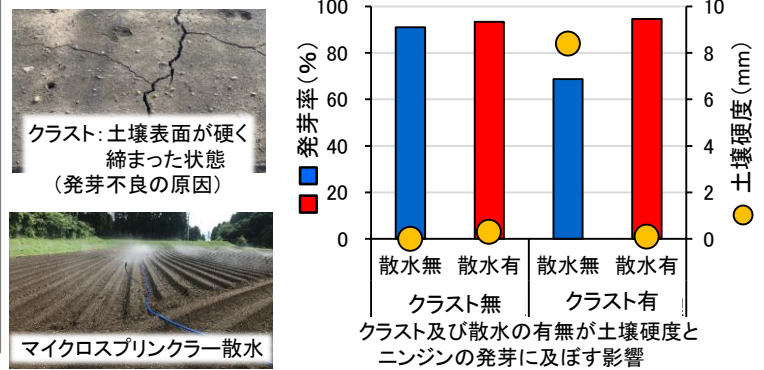 クラスト：土壌表面が硬く
締まった状態
（発芽不良の原因）
マイクロスプリンクラー散水
発芽率（%）
100
80
60
40
20
0
10
8
6
4
2
0
土壌硬度（mm）
散水無 散水有 散水無 散水有
クラスト無 クラスト有
クラスト及び散水の有無が土壌硬度と
ニンジンの発芽に及ぼす影響